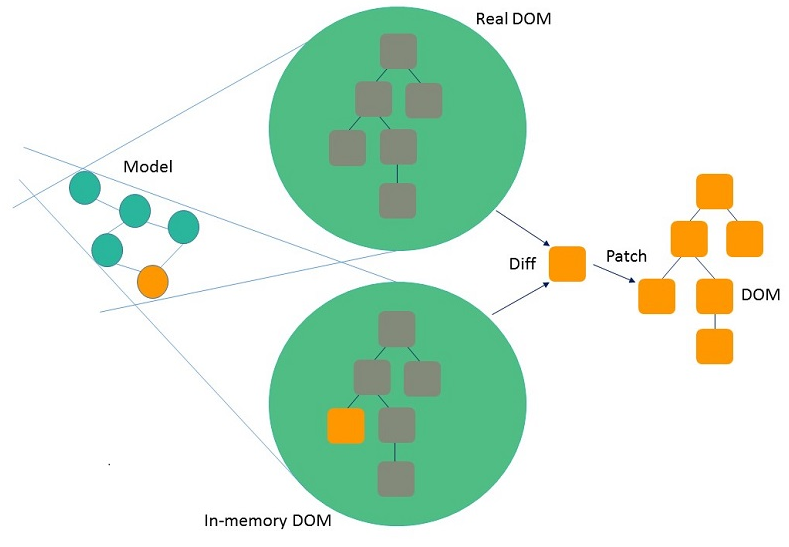 Real DOM
Model
Diff
Patch
DOM
In-memory DOM